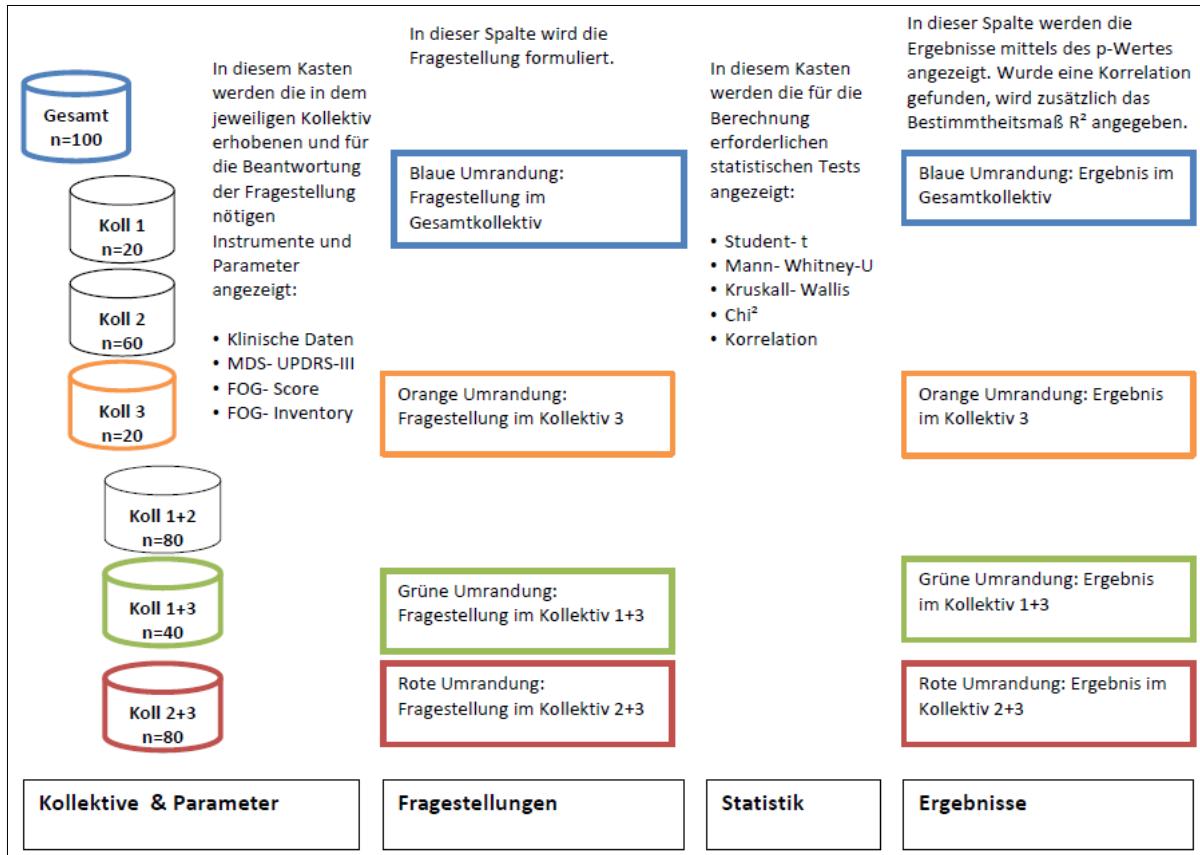 Gesamt
n=100
Koll 1
n=20
Koll 2
n=60
Koll 3
n=20
Koll 1+2
n=80
Koll 1+3
n=40
Koll 2+3
n=80
In diesem Kasten
werden die in dem
jeweiligen Kollektiv
erhobenen und für
die Beantwortung
der Fragestellung
nötigen
Instrumente und
Parameter
angezeigt:
• Klinische Daten
• MDS- UPDRS-III
• FOG- Score
• FOG- Inventory
In dieser Spalte wird die
Fragestellung formuliert.
Blaue Umrandung:
Fragestellung im
Gesamtkollektiv
Orange Umrandung:
Fragestellung im Kollektiv 3
Grüne Umrandung:
Fragestellung im Kollektiv 1+3
Rote Umrandung:
Fragestellung im Kollektiv 2+3
In diesem Kasten
werden die für die
Berechnung
erforderlichen
statistischen Tests
angezeigt:
• Student- t
• Mann- Whitney-U
• Kruskall- Wallis
• Chi²
• Korrelation
In dieser Spalte werden die
Ergebnisse mittels des p-Wertes
angezeigt. Wurde eine Korrelation
gefunden, wird zusätzlich das
Bestimmtheitsmaß R² angegeben.
Blaue Umrandung: Ergebnis im
Gesamtkollektiv
Orange Umrandung: Ergebnis
im Kollektiv 3
Grüne Umrandung: Ergebnis
im Kollektiv 1+3
Rote Umrandung: Ergebnis im
Kollektiv 2+3
Kollektive & Parameter
Fragestellungen
Statistik
Ergebnisse